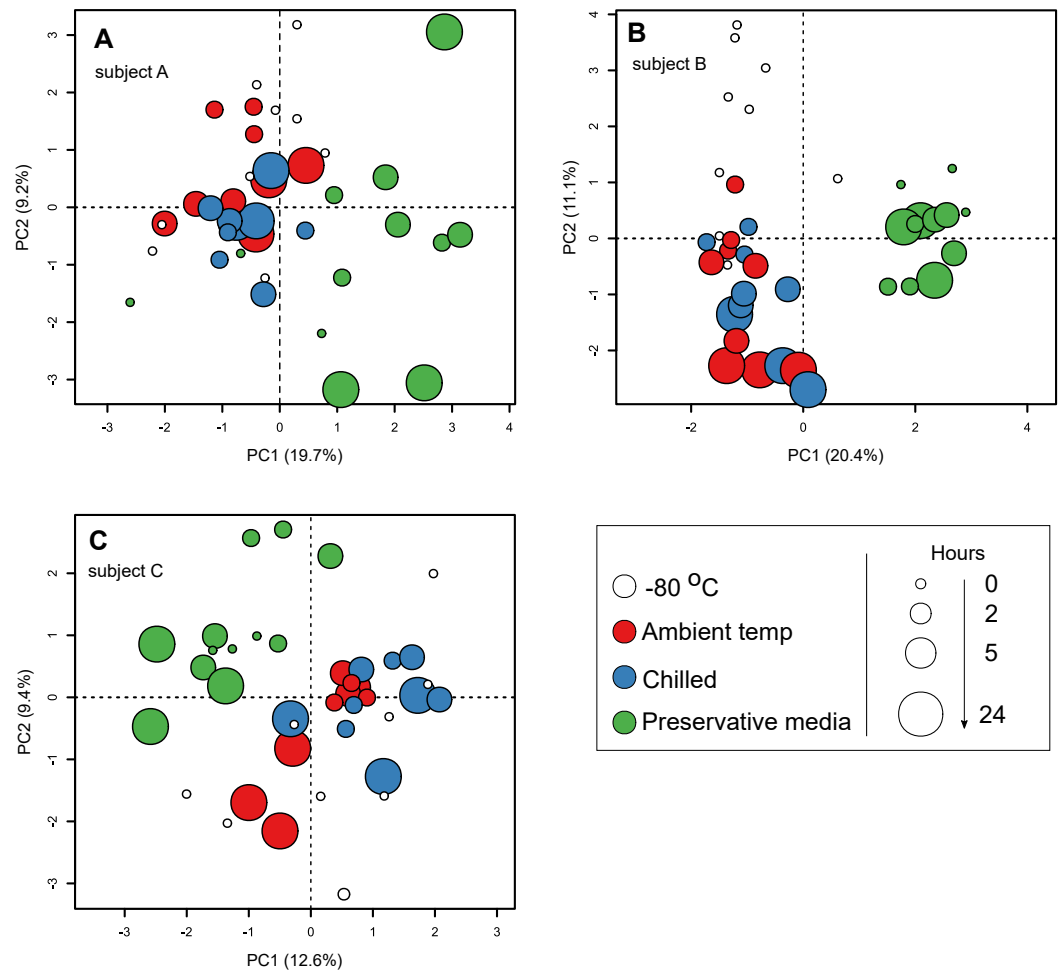 A
subject A
3
2
1
0
-1
-2
-3
PC2 (9.2%)
-3 -2 -1 0 1 2 3 4
PC1 (19.7%)
B
subject B
4
3
2
1
0
-1
-2
PC2 (11.1%)
-2 0 2 4
PC1 (20.4%)
C
subject C
2
1
0
-1
-2
-3
PC2 (9.4%)
-3 -2 -1 0 1 2 3
PC1 (12.6%)
Hours
-80 °C
Ambient temp
Chilled
Preservative media
0
2
5
24